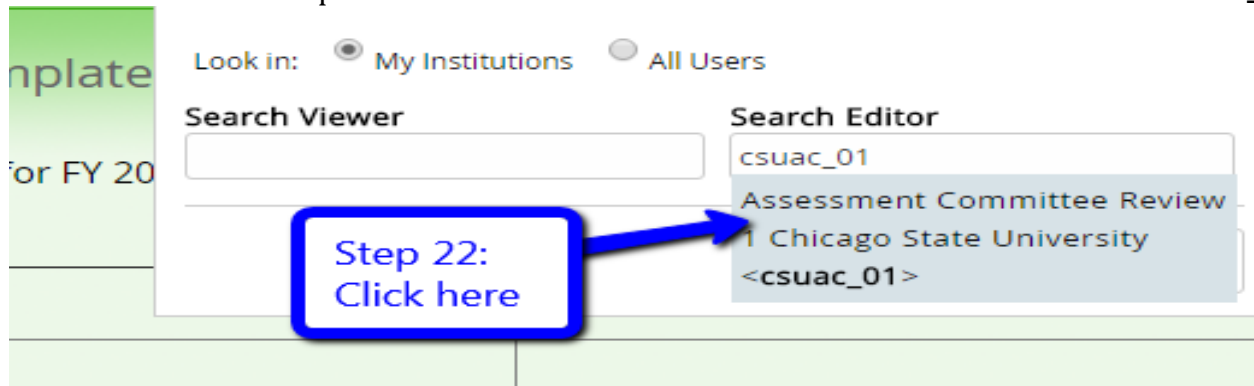 Look in: My Institutions All Users
nplate
Search Viewer Search Editor
csuac_01
for FY 20
Assessment Committee Review
1 Chicago State University
<csuac_01>
Step 22:
Click here